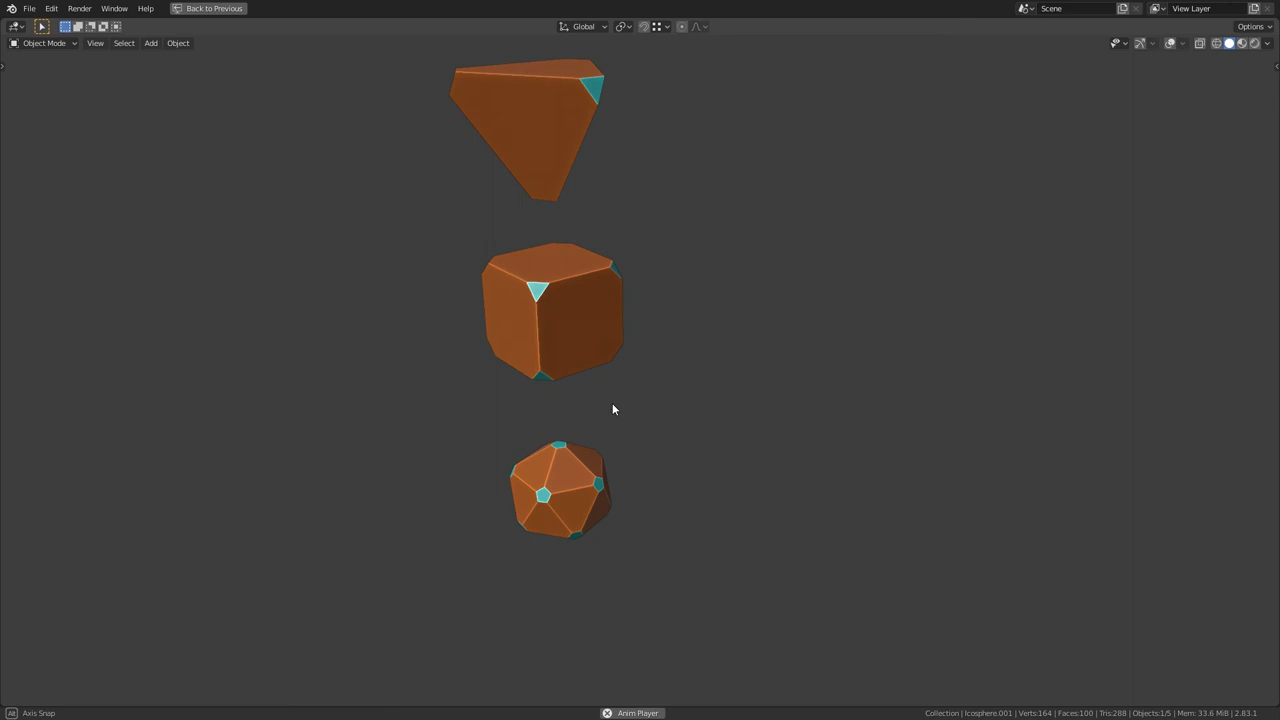 File Edit Render Window Help Back to Previous Scene View Layer
Global Options
Object Mode View Select Add Object
Alt Axis Snap Anim Player Collection | Icosphere.001 | Verts:164 | Faces:100 | Tris:288 | Objects:1/5 | Mem: 33.6 MiB | 2.83.1